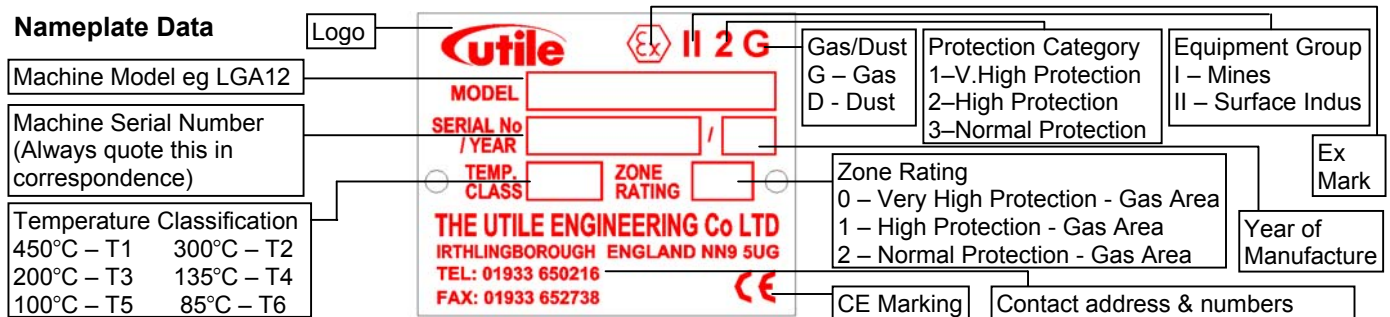 Nameplate Data
Logo
Machine Model eg LGA12
Machine Serial Number
(Always quote this in
correspondence)
Temperature Classification
450°C – T1 300°C – T2
200°C – T3 135°C – T4
100°C – T5 85°C – T6
utile Ex II 2 G
MODEL
SERIAL No
/ YEAR /
TEMP.
CLASS
ZONE
RATING
THE UTILE ENGINEERING Co LTD
IRTHLINGBOROUGH ENGLAND NN9 5UG
TEL: 01933 650216
FAX: 01933 652738
CE
Gas/Dust
G – Gas
D - Dust
Protection Category
1–V.High Protection
2–High Protection
3–Normal Protection
Equipment Group
I – Mines
II – Surface Indus
Ex
Mark
Zone Rating
0 – Very High Protection - Gas Area
1 – High Protection - Gas Area
2 – Normal Protection - Gas Area
Year of
Manufacture
CE Marking
Contact address & numbers